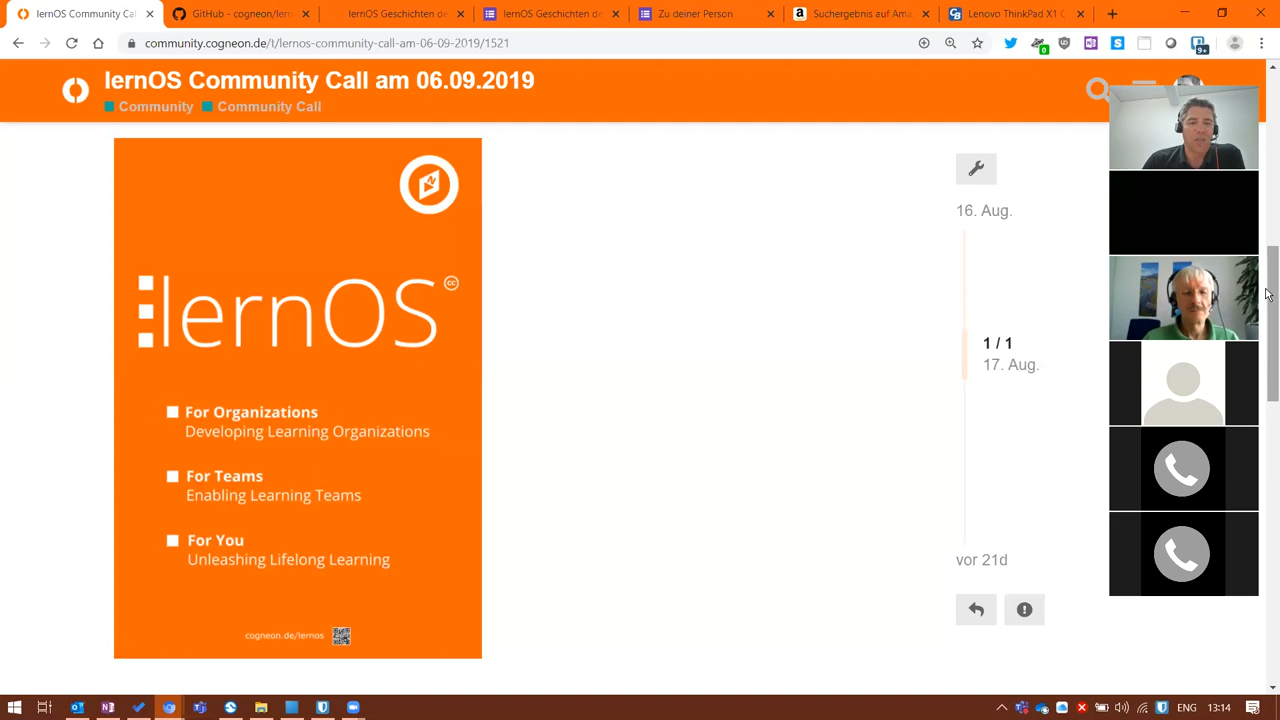 lernOS Community Cal
GitHub - cogneon/lern
lernOS Geschichten de
lernOS Geschichten de
Zu deiner Person
Suchergebnis auf Ama
Lenovo ThinkPad X1 C
0
9+
community.cogneon.de/t/lernos-community-call-am-06-09-2019/1521
lernOS Community Call am 06.09.2019
Community
Community Call
lernOS
cc
For Organizations
Developing Learning Organizations
For Teams
Enabling Learning Teams
For You
Unleashing Lifelong Learning
cogneon.de/lernos
16. Aug.
1 / 1
17. Aug.
vor 21d
ENG
13:14